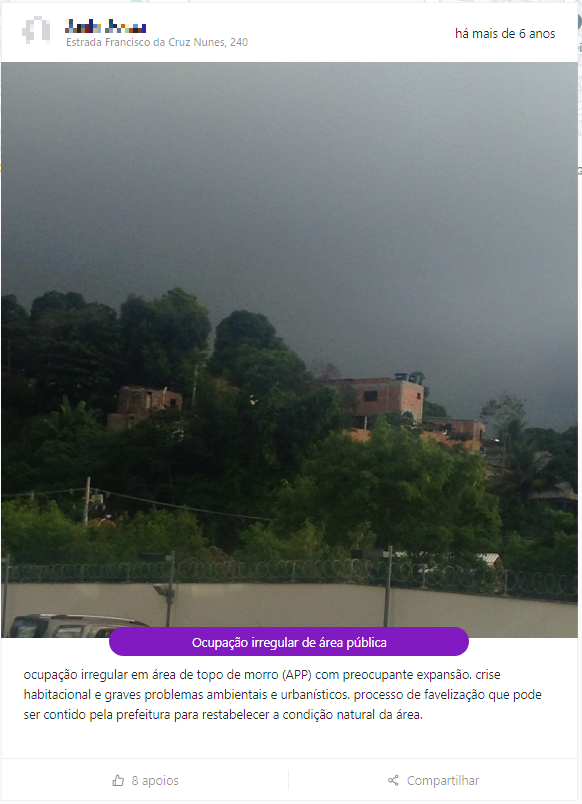 Estrada Francisco da Cruz Nunes, 240
há mais de 6 anos
Ocupação irregular de área pública
ocupação irregular em área de topo de morro (APP) com preocupante expansão. crise
habitacional e graves problemas ambientais e urbanísticos. processo de favelização que pode
ser contido pela prefeitura para restabelecer a condição natural da área.
8 apoios
Compartilhar